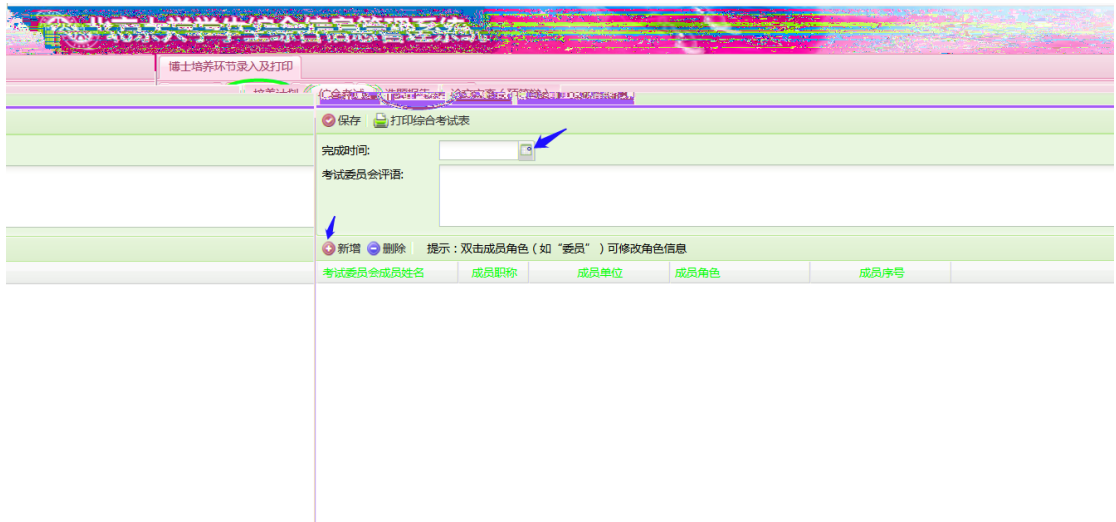 博士培养环节录入及打印
保存 打印综合考试表
完成时间:
考试委员会评语:
新增 删除 提示：双击成员角色（如“委员”）可修改角色信息
考试委员会成员姓名 成员职称 成员单位 成员角色 成员序号